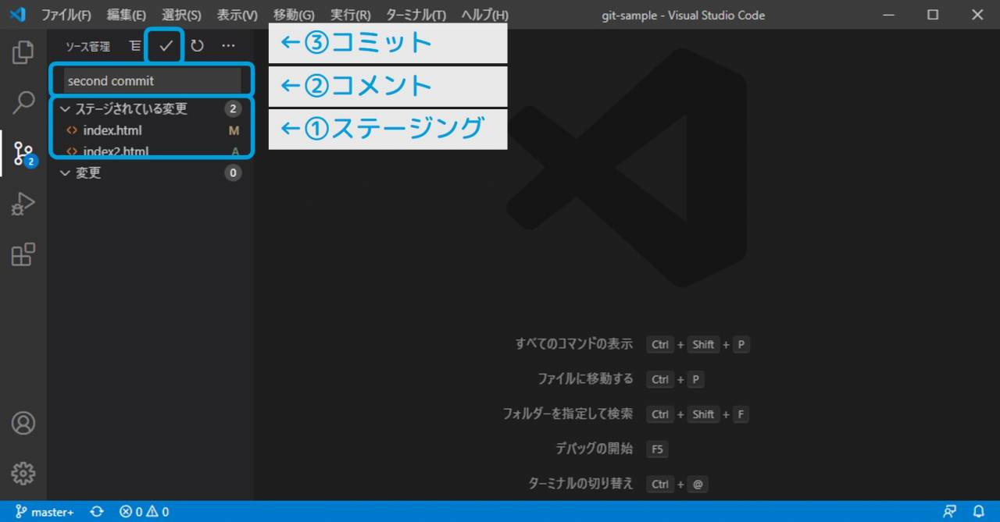 ファイル(F) 編集(E) 選択(S) 表示(V) 移動(G) 実行(R) ターミナル(T) ヘルプ(H) git-sample - Visual Studio Code
ソース管理
←③コミット
second commit
←②コメント
ステージされている変更 2
←①ステージング
index.html M
index2.html A
変更 0
2
すべてのコマンドの表示 Ctrl + Shift + P
ファイルに移動する Ctrl + P
フォルダーを指定して検索 Ctrl + Shift + F
デバッグの開始 F5
ターミナルの切り替え Ctrl + @
master+ 0 0